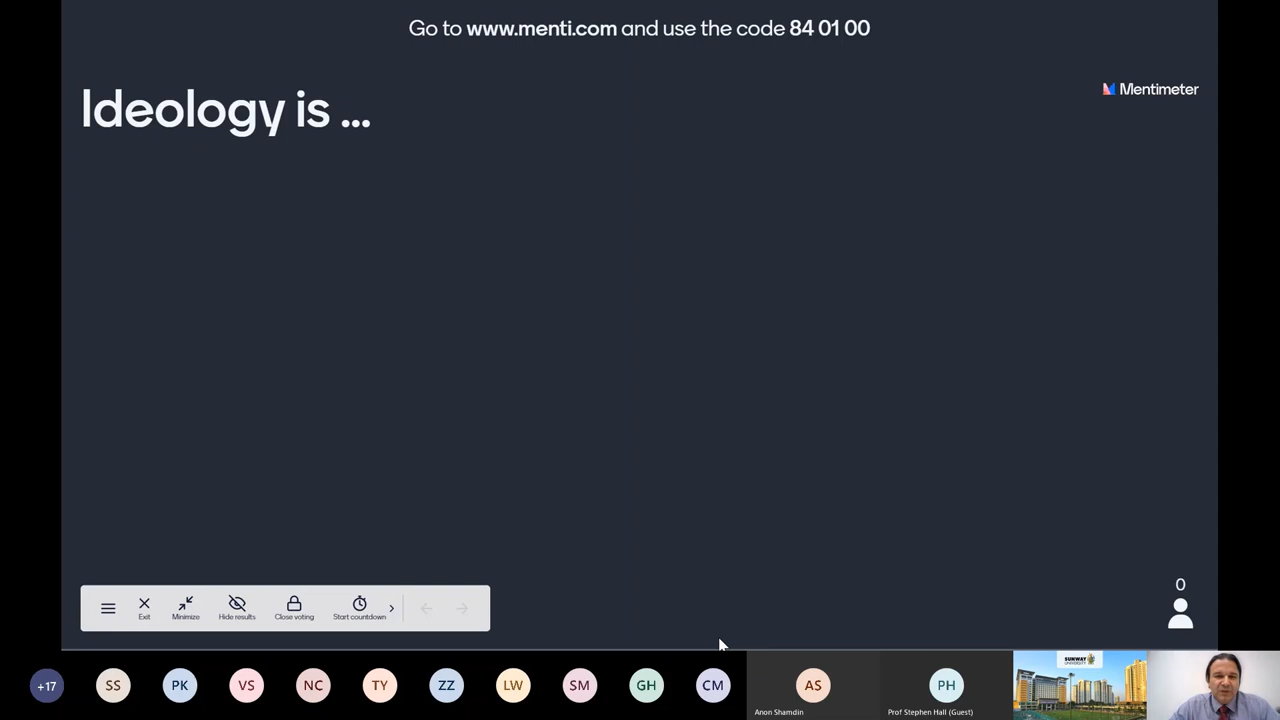 Go to www.menti.com and use the code 84 01 00
Mentimeter
Ideology is ...
0
Exit
Minimize
Hide results
Close voting
Start countdown
+17
SS
PK
VS
NC
TY
ZZ
LW
SM
GH
CM
AS
Anon Shamdin
PH
Prof Stephen Hall (Guest)
SUNWAY
UNIVERSITY